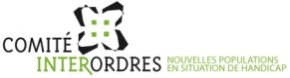 COMITÉ
INTERORDRES
NOUVELLES POPULATIONS
EN SITUATION DE HANDICAP